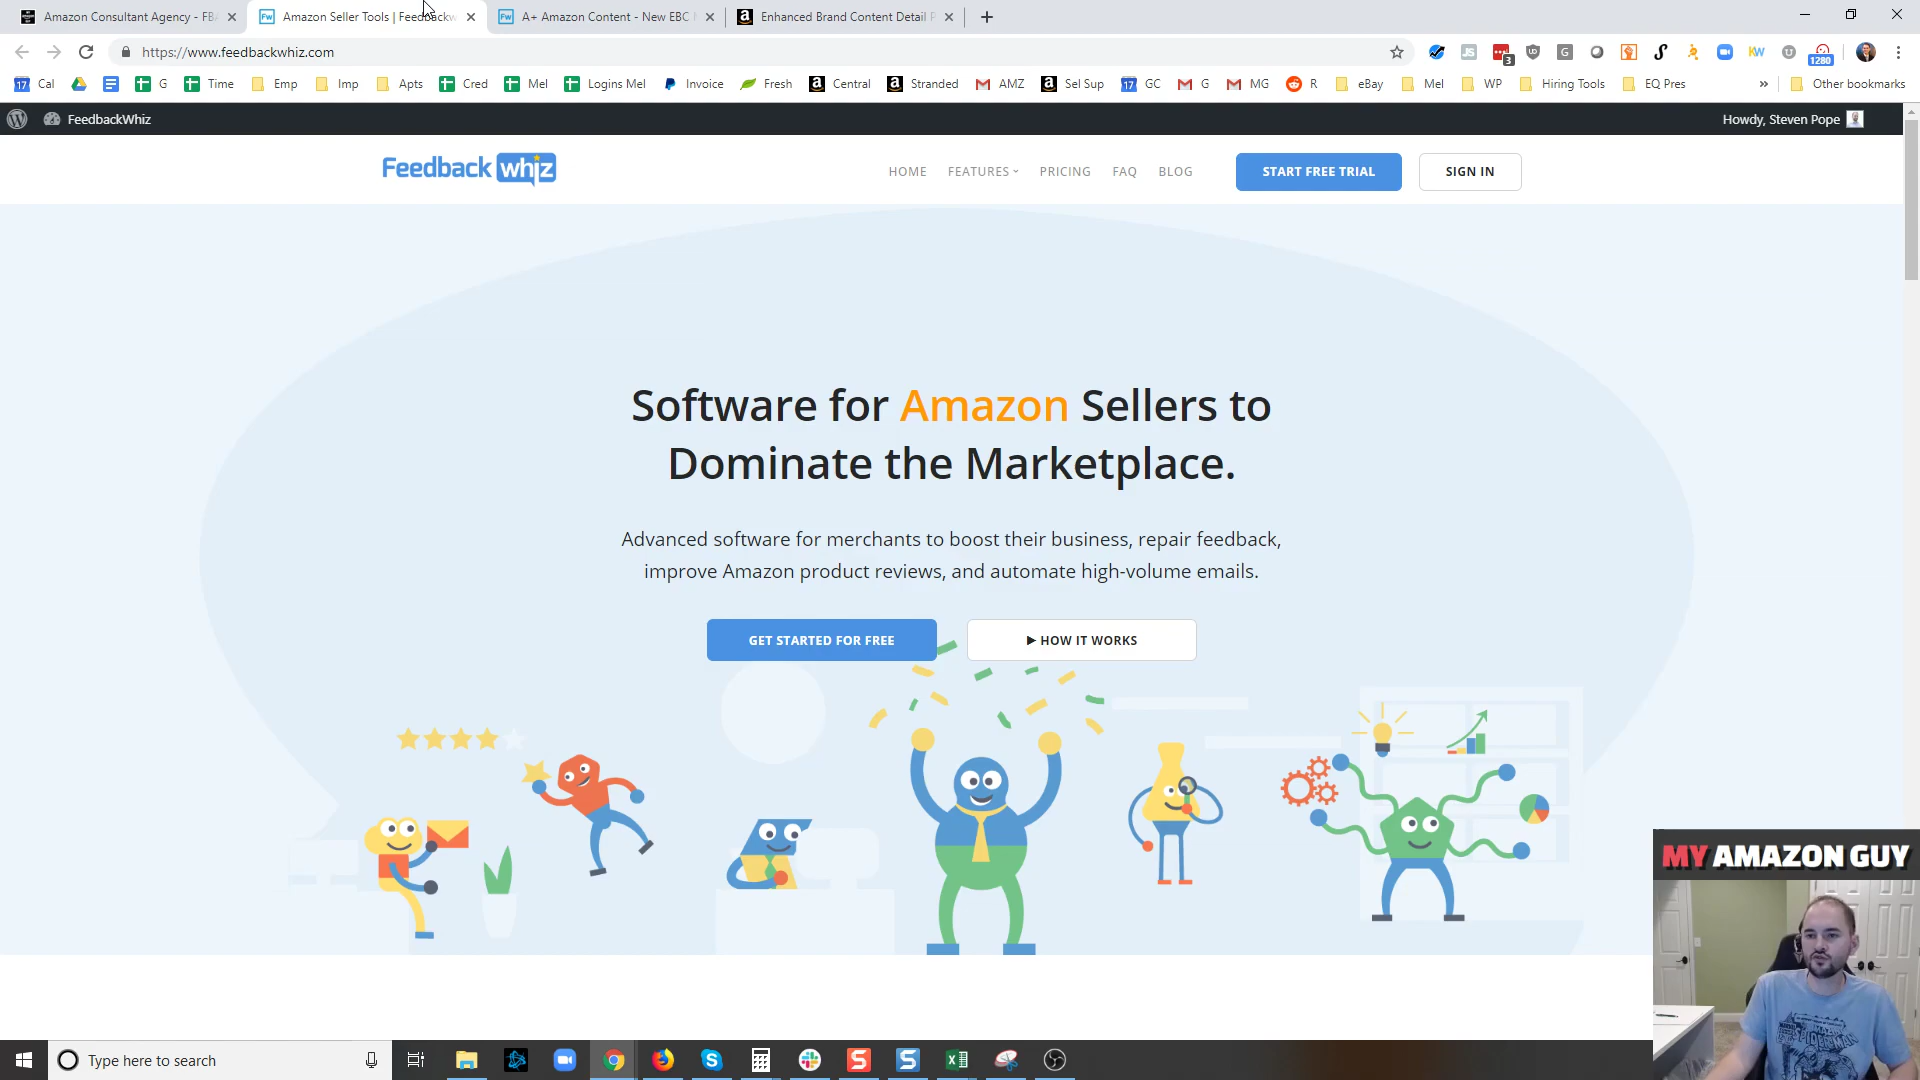 Amazon Consultant Agency - FBA
Amazon Seller Tools | Feedbackw
A+ Amazon Content - New EBC
Enhanced Brand Content Detail P
https://www.feedbackwhiz.com
3
1280
17 Cal
G
Time
Emp
Imp
Apts
Cred
Mel
Logins Mel
Invoice
Fresh
Central
Stranded
AMZ
Sel Sup
17 GC
G
MG
R
eBay
Mel
WP
Hiring Tools
EQ Pres
»
Other bookmarks
FeedbackWhiz
Howdy, Steven Pope
Feedback whiz
HOME
FEATURES
PRICING
FAQ
BLOG
START FREE TRIAL
SIGN IN
Software for Amazon Sellers to
Dominate the Marketplace.
Advanced software for merchants to boost their business, repair feedback,
improve Amazon product reviews, and automate high-volume emails.
GET STARTED FOR FREE
▶ HOW IT WORKS
MY AMAZON GUY
Type here to search